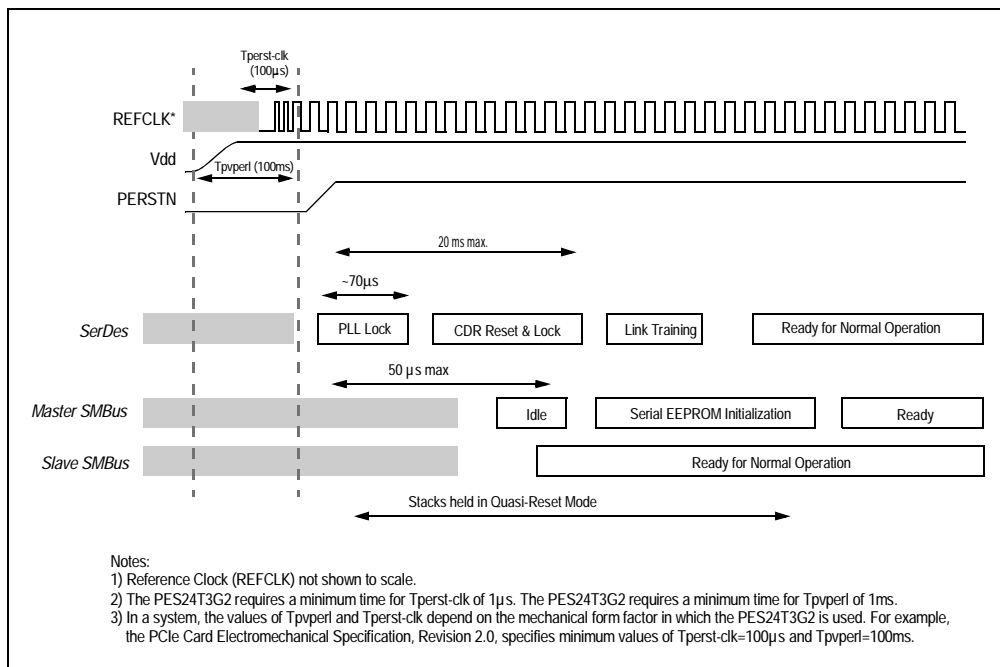 Tperst-clk
(100µs)
REFCLK*
Vdd
Tpvperl (100ms)
PERSTN
20 ms max.
~70µs
SerDes
PLL Lock
CDR Reset & Lock
Link Training
Ready for Normal Operation
50 µs max
Master SMBus
Idle
Serial EEPROM Initialization
Ready
Slave SMBus
Ready for Normal Operation
Stacks held in Quasi-Reset Mode
Notes:
1) Reference Clock (REFCLK) not shown to scale.
2) The PES24T3G2 requires a minimum time for Tperst-clk of 1µs. The PES24T3G2 requires a minimum time for Tpvperl of 1ms.
3) In a system, the values of Tpvperl and Tperst-clk depend on the mechanical form factor in which the PES24T3G2 is used. For example,
the PCIe Card Electromechanical Specification, Revision 2.0, specifies minimum values of Tperst-clk=100µs and Tpvperl=100ms.